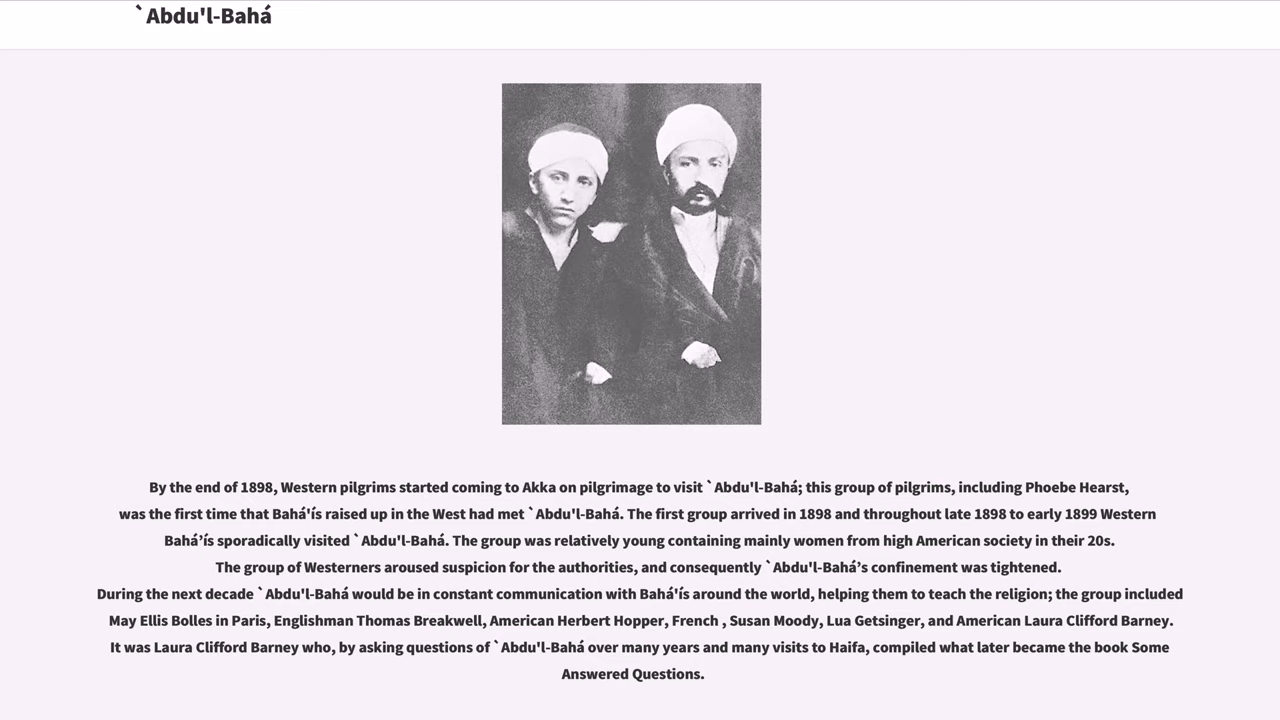 `Abdu'l-Bahá
By the end of 1898, Western pilgrims started coming to Akka on pilgrimage to visit `Abdu'l-Bahá; this group of pilgrims, including Phoebe Hearst,
was the first time that Bahá'ís raised up in the West had met `Abdu'l-Bahá. The first group arrived in 1898 and throughout late 1898 to early 1899 Western
Bahá’ís sporadically visited `Abdu'l-Bahá. The group was relatively young containing mainly women from high American society in their 20s.
The group of Westerners aroused suspicion for the authorities, and consequently `Abdu'l-Bahá’s confinement was tightened.
During the next decade `Abdu'l-Bahá would be in constant communication with Bahá'ís around the world, helping them to teach the religion; the group included
May Ellis Bolles in Paris, Englishman Thomas Breakwell, American Herbert Hopper, French , Susan Moody, Lua Getsinger, and American Laura Clifford Barney.
It was Laura Clifford Barney who, by asking questions of `Abdu'l-Bahá over many years and many visits to Haifa, compiled what later became the book Some
Answered Questions.